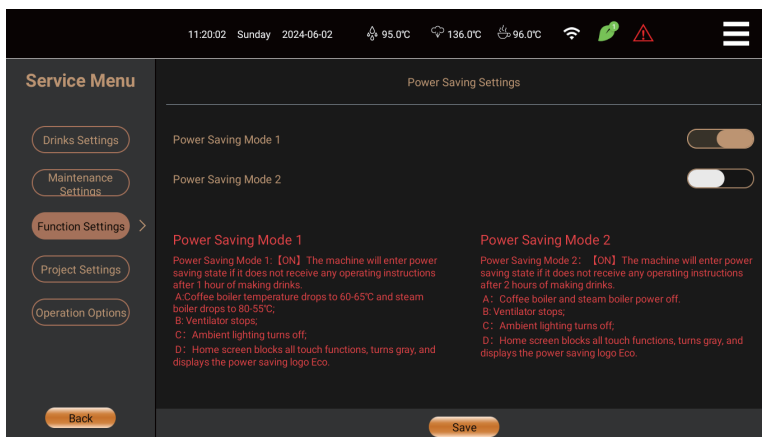 11:20:02 Sunday 2024-06-02 95.0℃ 136.0℃ 96.0℃ 1
Service Menu
Power Saving Settings
Drinks Settings
Maintenance
Settings
Function Settings
Project Settings
Operation Options
Back
Power Saving Mode 1
Power Saving Mode 2
Power Saving Mode 1
Power Saving Mode 1:【ON】The machine will enter power
saving state if it does not receive any operating instructions
after 1 hour of making drinks.
A:Coffee boiler temperature drops to 60-65℃ and steam
boiler drops to 80-55℃;
B: Ventilator stops;
C： Ambient lighting turns off;
D：Home screen blocks all touch functions, turns gray, and
displays the power saving logo Eco.
Power Saving Mode 2
Power Saving Mode 2：【ON】The machine will enter power
saving state if it does not receive any operating instructions
after 2 hours of making drinks.
A： Coffee boiler and steam boiler power off.
B: Ventilator stops;
C： Ambient lighting turns off;
D：Home screen blocks all touch functions, turns gray, and
displays the power saving logo Eco.
Save